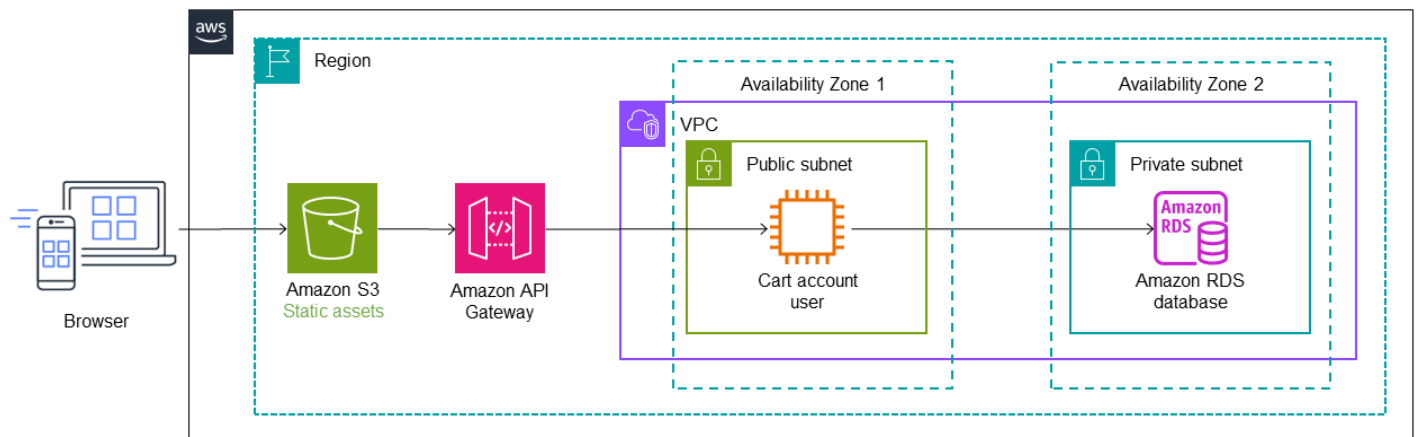 aws
Region
Availability Zone 1
Availability Zone 2
VPC
Public subnet
Private subnet
Amazon
RDS
Browser
Amazon S3
Static assets
Amazon API
Gateway
Cart account
user
Amazon RDS
database